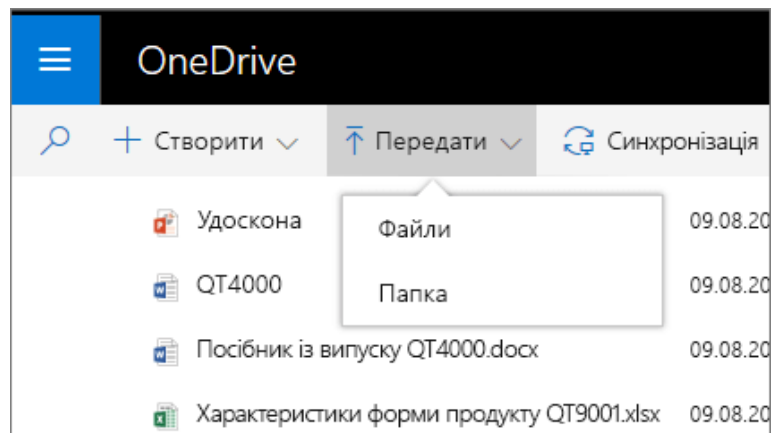 OneDrive
Створити Передати Синхронізація
Файли
Папка
Удоскона 09.08.20
QT4000 09.08.20
Посібник із випуску QT4000.docx 09.08.20
Характеристики форми продукту QT9001.xlsx 09.08.20